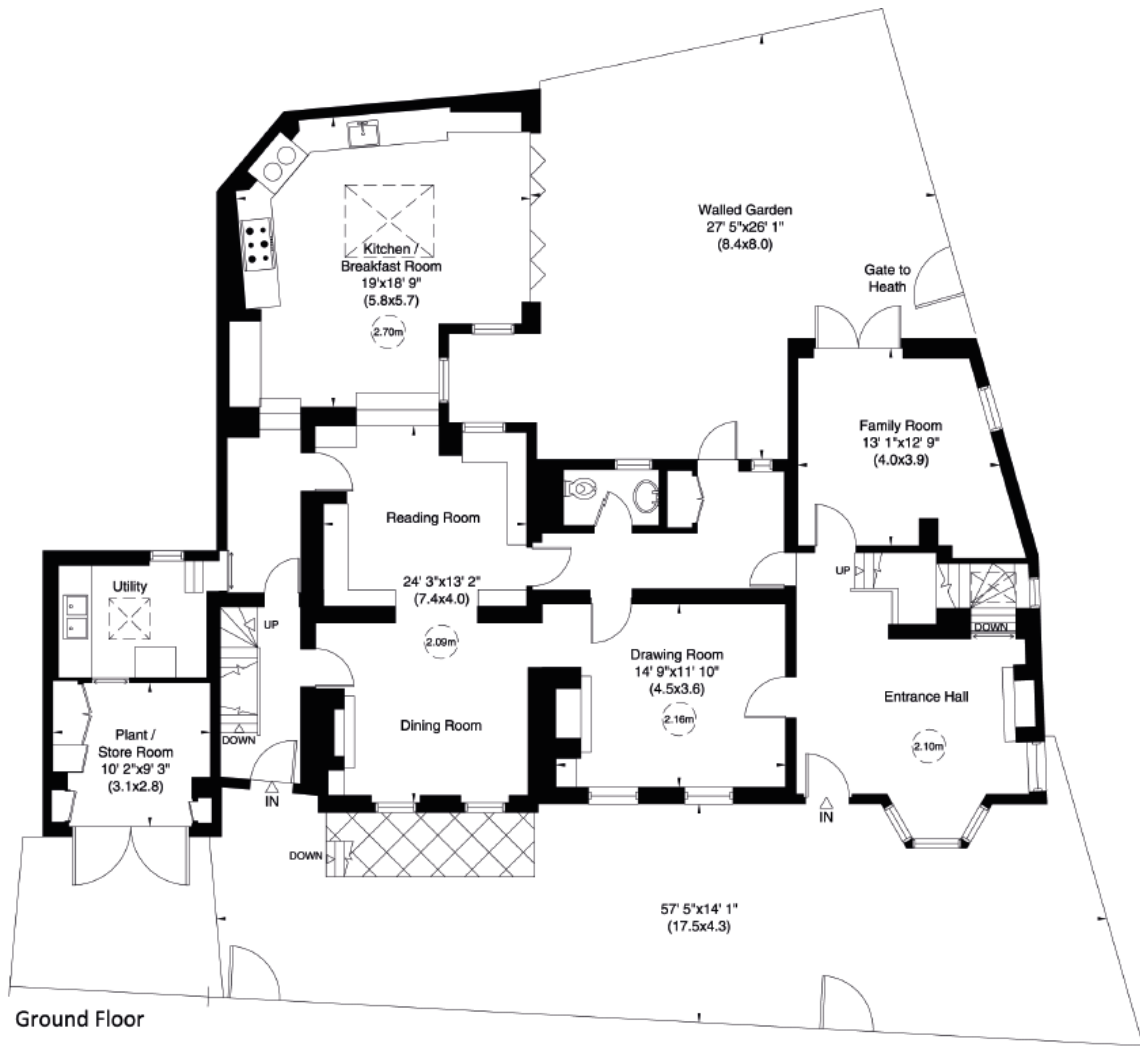 Walled Garden
27' 5"x26' 1"
(8.4x8.0)
Gate to
Heath
Kitchen /
Breakfast Room
19'x18' 9"
(5.8x5.7)
2.70m
Family Room
13' 1"x12' 9"
(4.0x3.9)
Reading Room
24' 3"x13' 2"
(7.4x4.0)
2.09m
Dining Room
Utility
UP
DOWN
IN
Plant /
Store Room
10' 2"x9' 3"
(3.1x2.8)
Drawing Room
14' 9"x11' 10"
(4.5x3.6)
2.16m
UP
DOWN
Entrance Hall
2.10m
IN
DOWN
57' 5"x14' 1"
(17.5x4.3)
Ground Floor